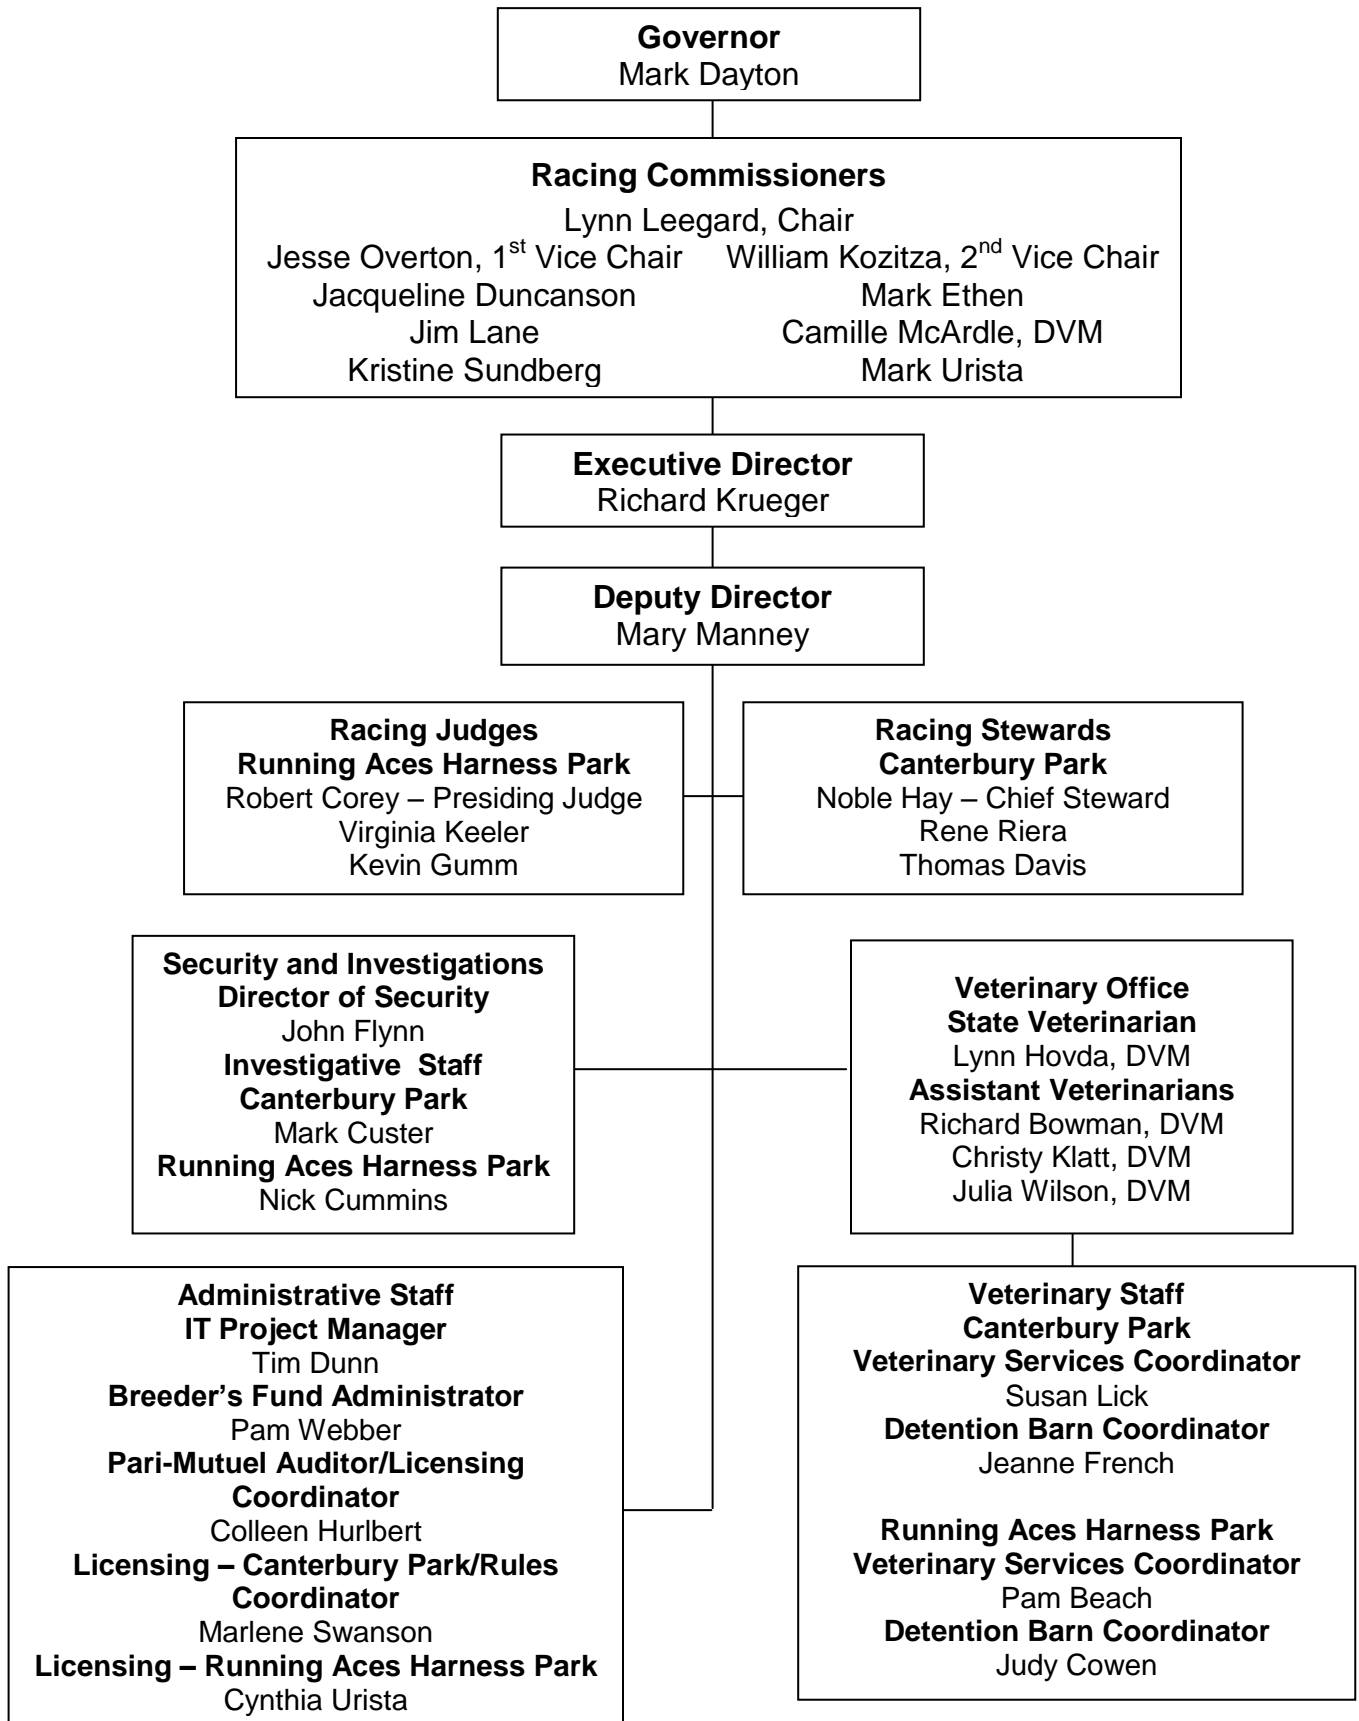 Governor
Mark Dayton
Racing Commissioners
Lynn Leegard, Chair
Jesse Overton, 1st Vice Chair William Kozitza, 2nd Vice Chair
Jacqueline Duncanson Mark Ethen
Jim Lane Camille McArdle, DVM
Kristine Sundberg Mark Urista
Executive Director
Richard Krueger
Deputy Director
Mary Manney
Racing Judges
Running Aces Harness Park
Robert Corey – Presiding Judge
Virginia Keeler
Kevin Gumm
Racing Stewards
Canterbury Park
Noble Hay – Chief Steward
Rene Riera
Thomas Davis
Security and Investigations
Director of Security
John Flynn
Investigative Staff
Canterbury Park
Mark Custer
Running Aces Harness Park
Nick Cummins
Veterinary Office
State Veterinarian
Lynn Hovda, DVM
Assistant Veterinarians
Richard Bowman, DVM
Christy Klatt, DVM
Julia Wilson, DVM
Administrative Staff
IT Project Manager
Tim Dunn
Breeder’s Fund Administrator
Pam Webber
Pari-Mutuel Auditor/Licensing
Coordinator
Colleen Hurlbert
Licensing – Canterbury Park/Rules
Coordinator
Marlene Swanson
Licensing – Running Aces Harness Park
Cynthia Urista
Veterinary Staff
Canterbury Park
Veterinary Services Coordinator
Susan Lick
Detention Barn Coordinator
Jeanne French
Running Aces Harness Park
Veterinary Services Coordinator
Pam Beach
Detention Barn Coordinator
Judy Cowen